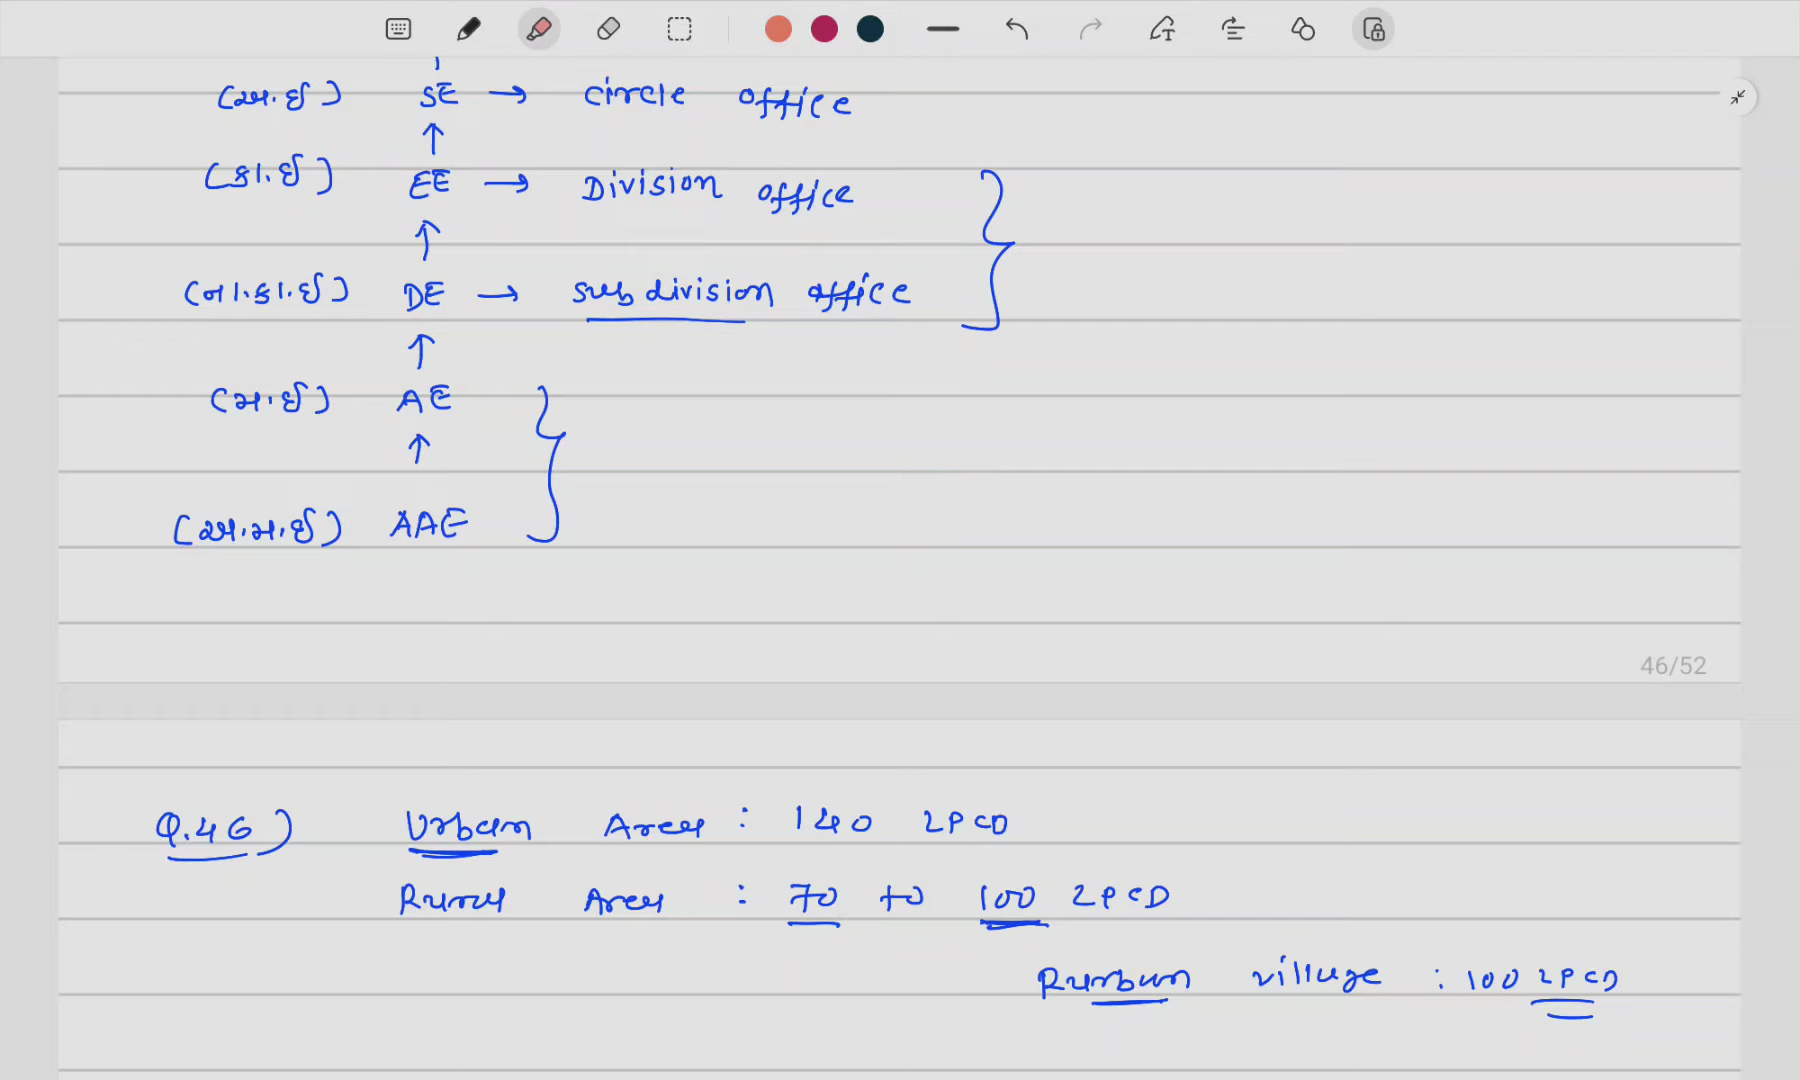 (અ.ઈ) SE → circle office
↑
(કા.ઈ) EE → Division office
↑
(ના.કા.ઈ) DE → sub division office
↑
(મ.ઈ) AE
↑
(અ.મ.ઈ) AAE
46/52
Q.46) Urban Area : 140 LPCD
Rural Area : 70 to 100 LPCD
Rurban village : 100 LPCD